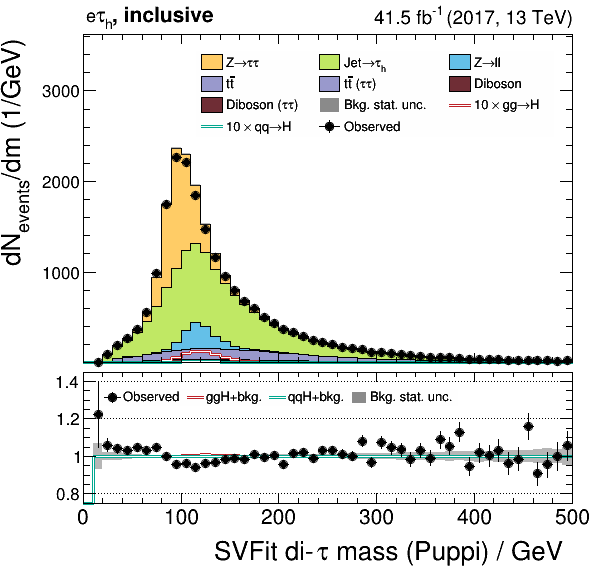 eτh, inclusive 41.5 fb⁻¹ (2017, 13 TeV)
dNevents/dm (1/GeV)
3000
2000
1000
Z→ττ Jet→τh Z→ll
tt̄ tt̄ (ττ) Diboson
Diboson (ττ) Bkg. stat. unc. 10 × gg→H
10 × qq→H Observed
1.4
1.2
1
0.8
Observed ggH+bkg. qqH+bkg. Bkg. stat. unc.
0 100 200 300 400 500
SVFit di-τ mass (Puppi) / GeV